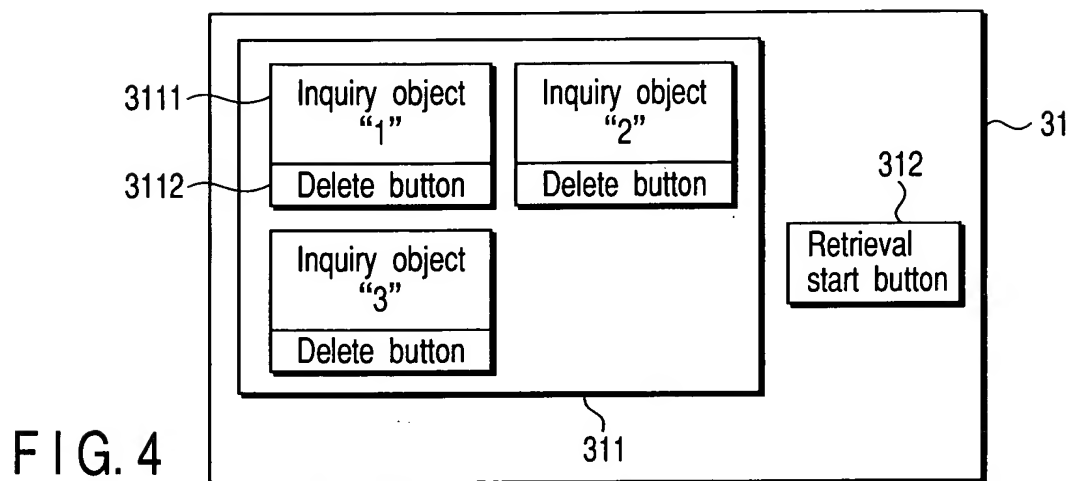 3111
Inquiry object
“1”
3112
Delete button
Inquiry object
“2”
Delete button
Inquiry object
“3”
Delete button
31
312
Retrieval
start button
311
FIG. 4